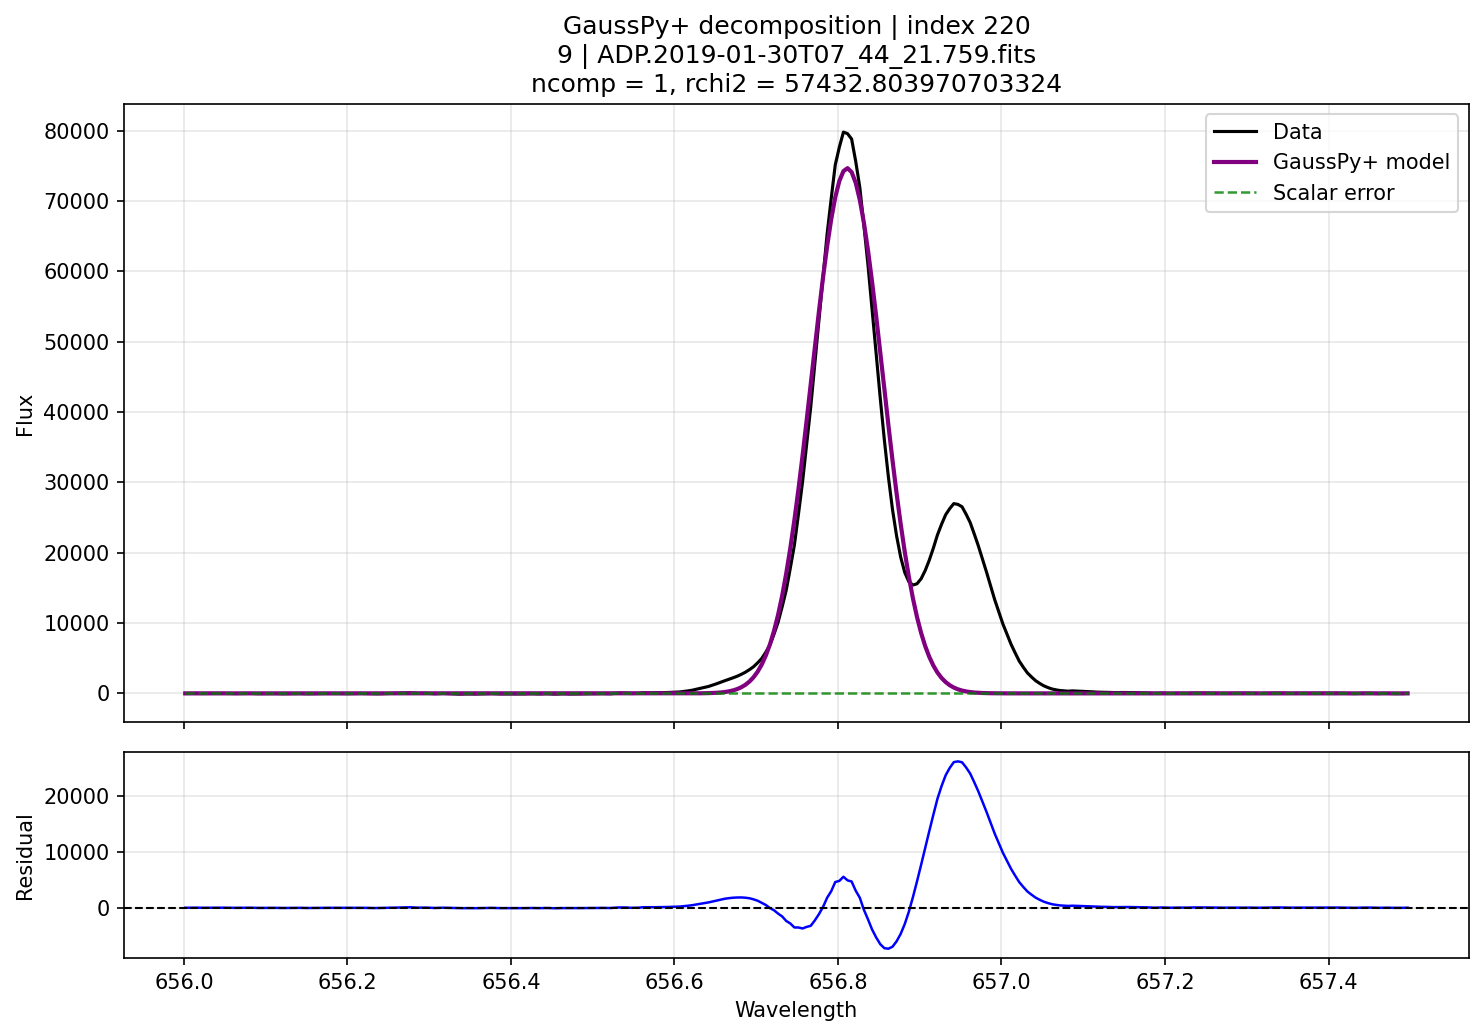 GaussPy+ decomposition | index 220
9 | ADP.2019-01-30T07_44_21.759.fits
ncomp = 1, rchi2 = 57432.803970703324
Data
GaussPy+ model
Scalar error
80000
70000
60000
50000
40000
30000
20000
10000
0
Flux
20000
10000
0
Residual
656.0
656.2
656.4
656.6
656.8
657.0
657.2
657.4
Wavelength